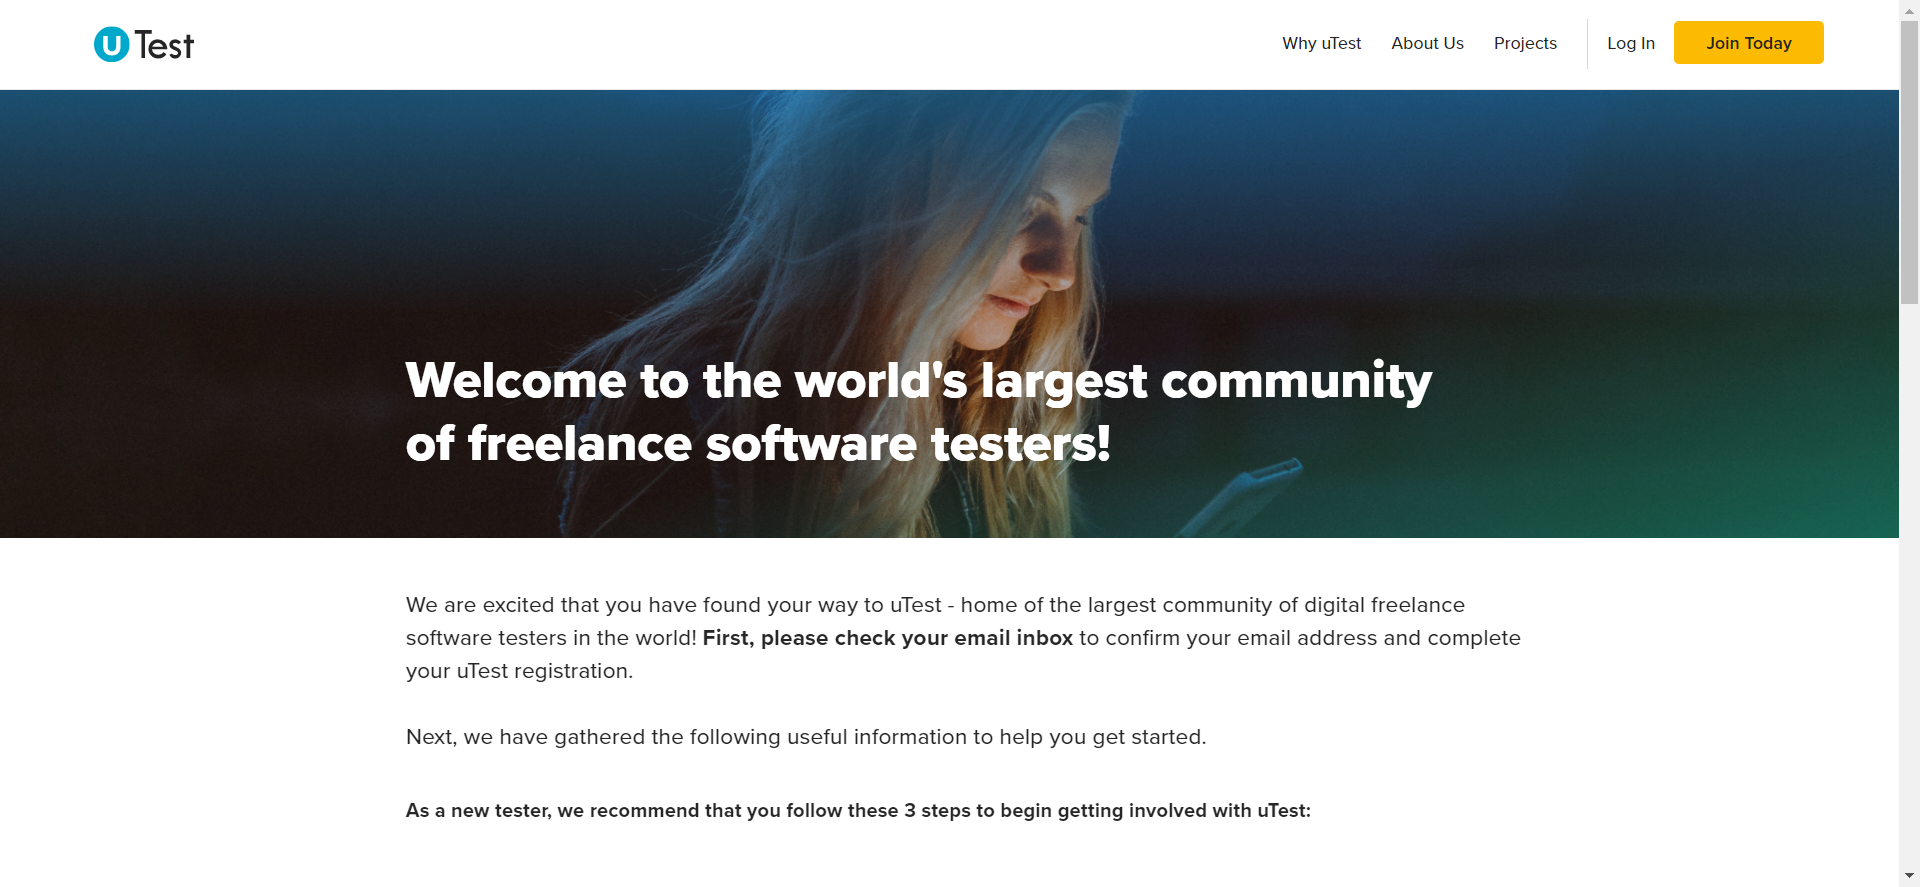 uTest
Why uTest
About Us
Projects
Log In
Join Today
Welcome to the world's largest community
of freelance software testers!
We are excited that you have found your way to uTest - home of the largest community of digital freelance
software testers in the world! First, please check your email inbox to confirm your email address and complete
your uTest registration.
Next, we have gathered the following useful information to help you get started.
As a new tester, we recommend that you follow these 3 steps to begin getting involved with uTest: